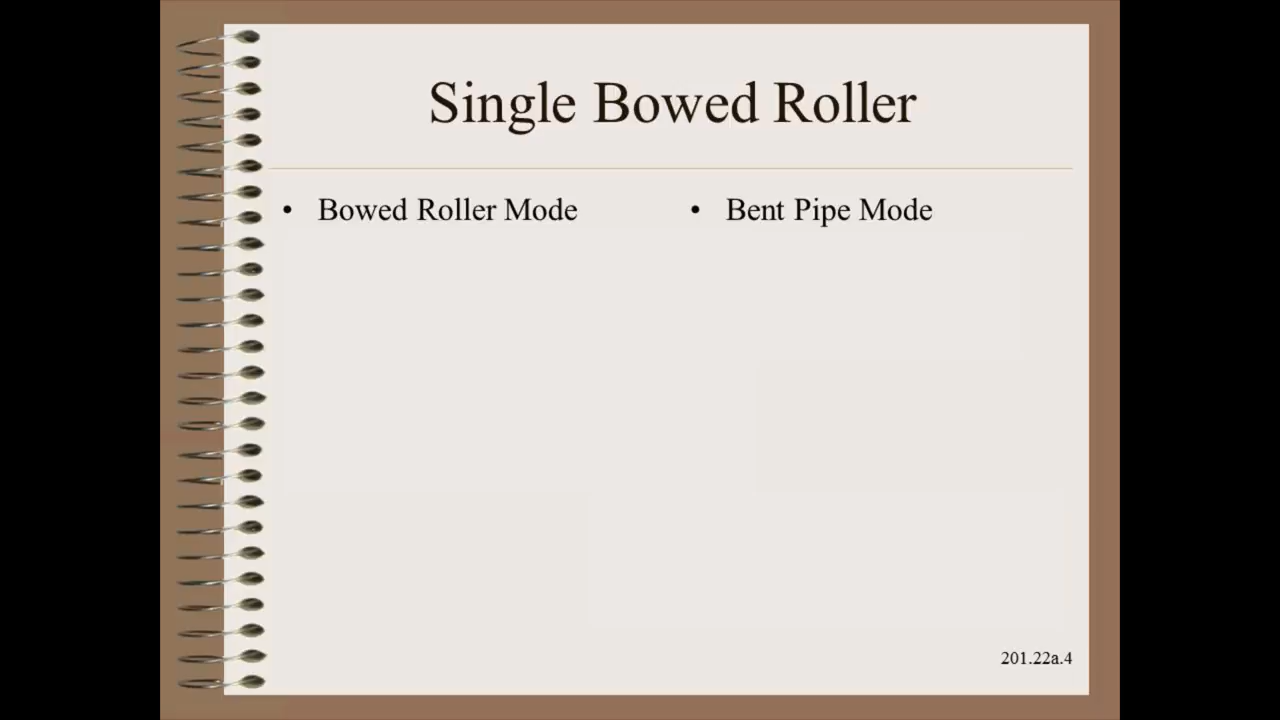 Single Bowed Roller
• Bowed Roller Mode
• Bent Pipe Mode
201.22a.4